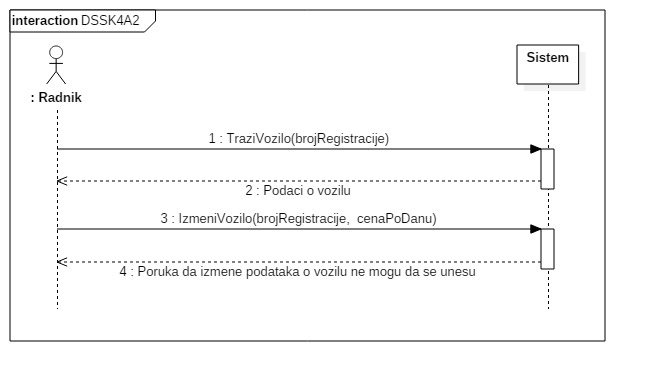 interaction DSSK4A2
Sistem
: Radnik
1 : TraziVozilo(brojRegistracije)
2 : Podaci o vozilu
3 : IzmeniVozilo(brojRegistracije, cenaPoDanu)
4 : Poruka da izmene podataka o vozilu ne mogu da se unesu